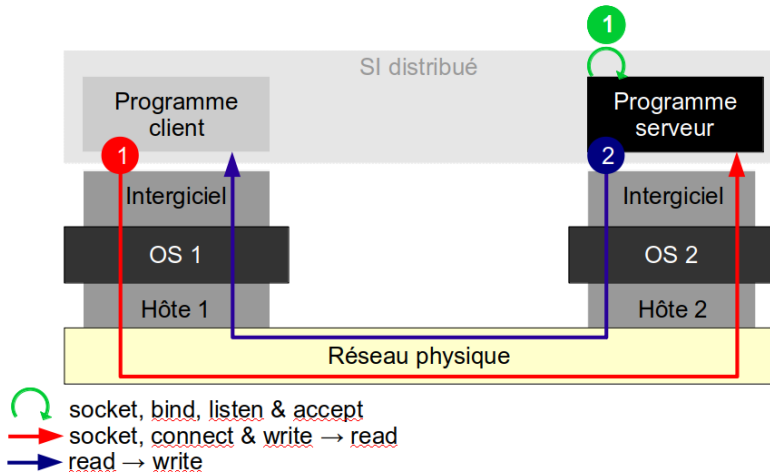 1
SI distribué
Programme
client
Programme
serveur
1
2
Intergiciel
Intergiciel
OS 1
OS 2
Hôte 1
Hôte 2
Réseau physique
socket, bind, listen & accept
socket, connect & write → read
read → write